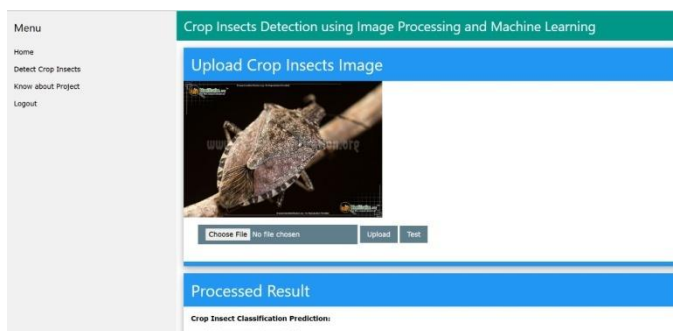 Menu
Home
Detect Crop Insects
Know about Project
Logout
Crop Insects Detection using Image Processing and Machine Learning
Upload Crop Insects Image
Choose File No file chosen
Upload
Test
Processed Result
Crop Insect Classification Prediction: